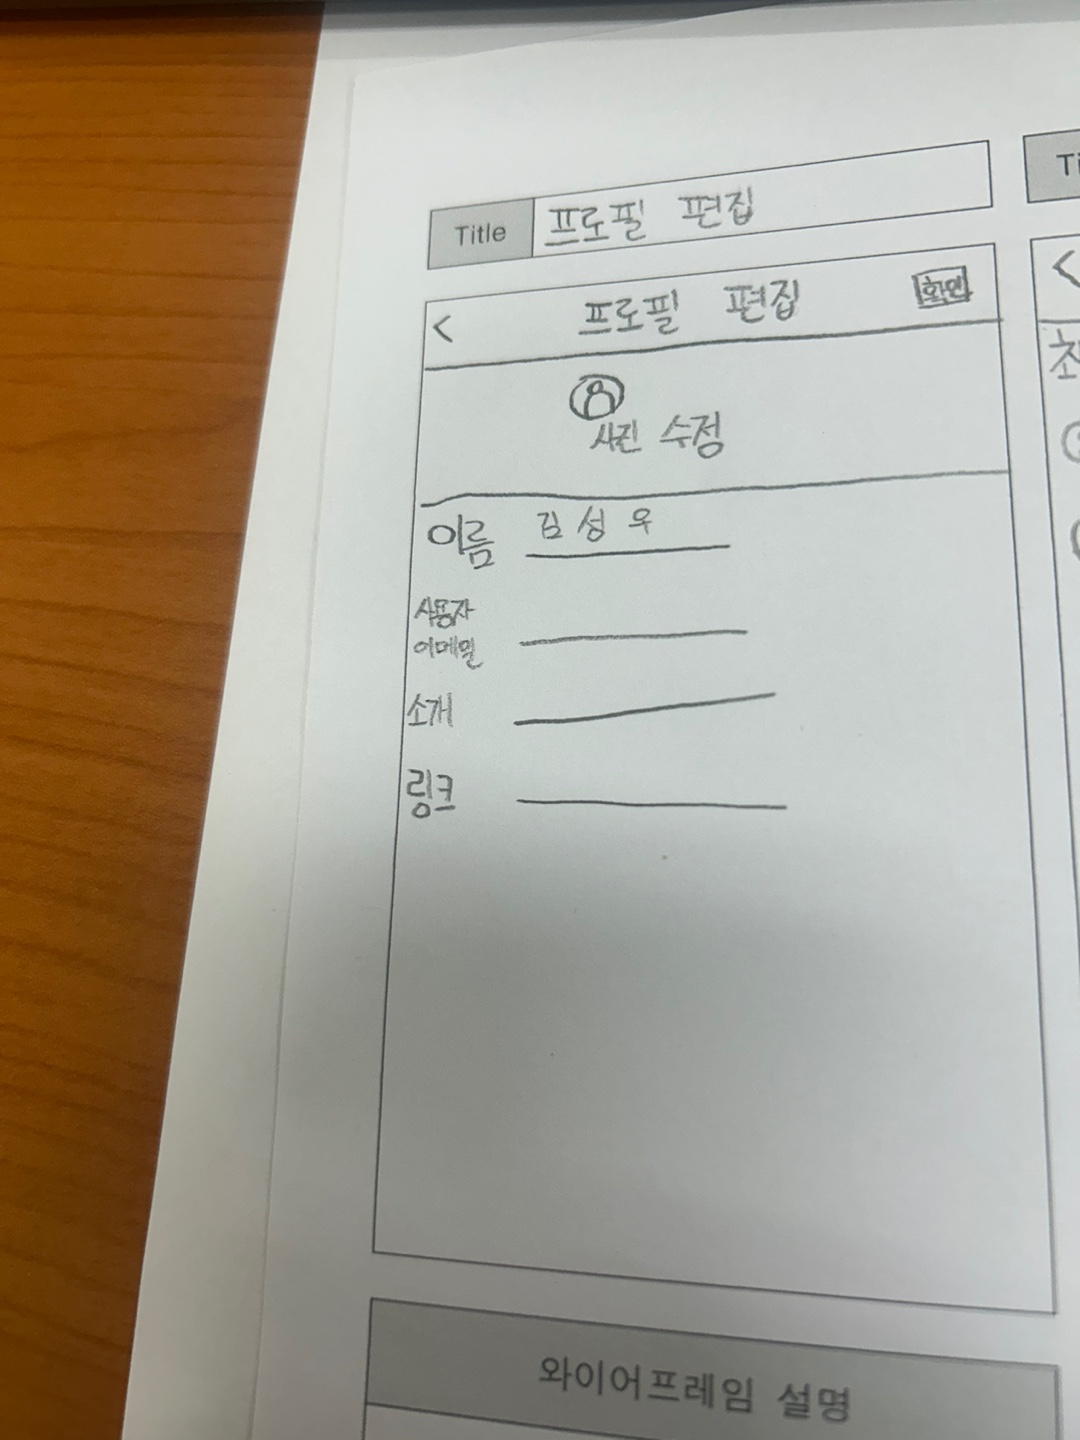 Title 프로필 편집
< 프로필 편집 확인
사진 수정
이름 김성우
사용자
이메일
소개
링크
와이어프레임 설명
Ti
<